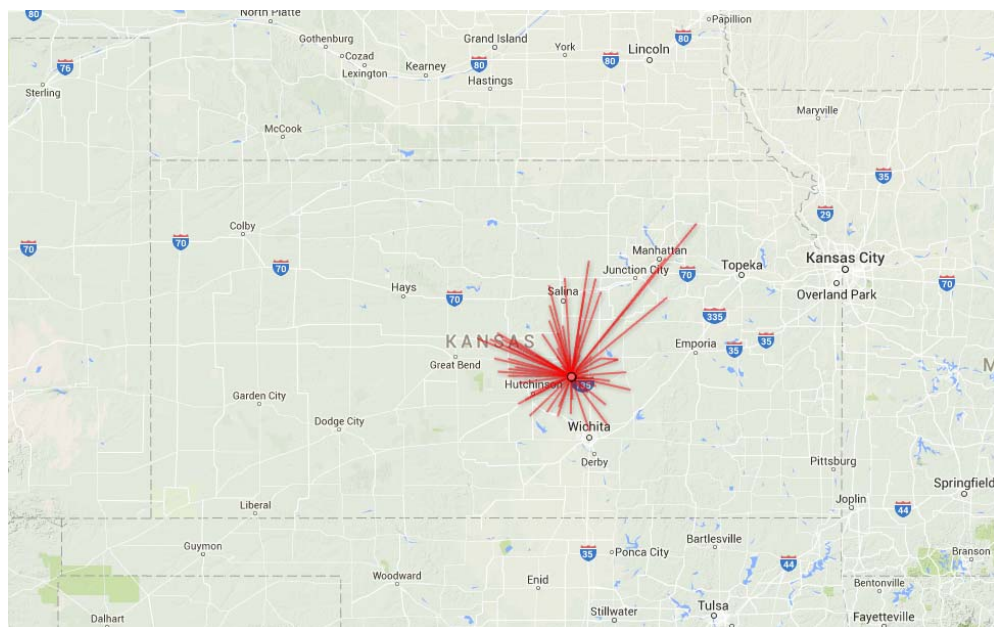 80
North Platte
Papillion
Gothenburg
Grand Island
York
Lincoln
80
Cozad
Kearney
80
80
76
Lexington
Hastings
Sterling
Maryville
McCook
35
29
Colby
70
70
Manhattan
Kansas City
70
Junction City
70
Topeka
70
Hays
70
Salina
Overland Park
335
KANSAS
Emporia
35
35
Great Bend
M
Hutchinson
135
Garden City
Dodge City
Wichita
Derby
Pittsburg
Springfield
Liberal
Joplin
44
Guymon
35
Ponca City
Bartlesville
44
Branson
Woodward
Enid
Bentonville
Dalhart
Stillwater
Tulsa
Fayetteville